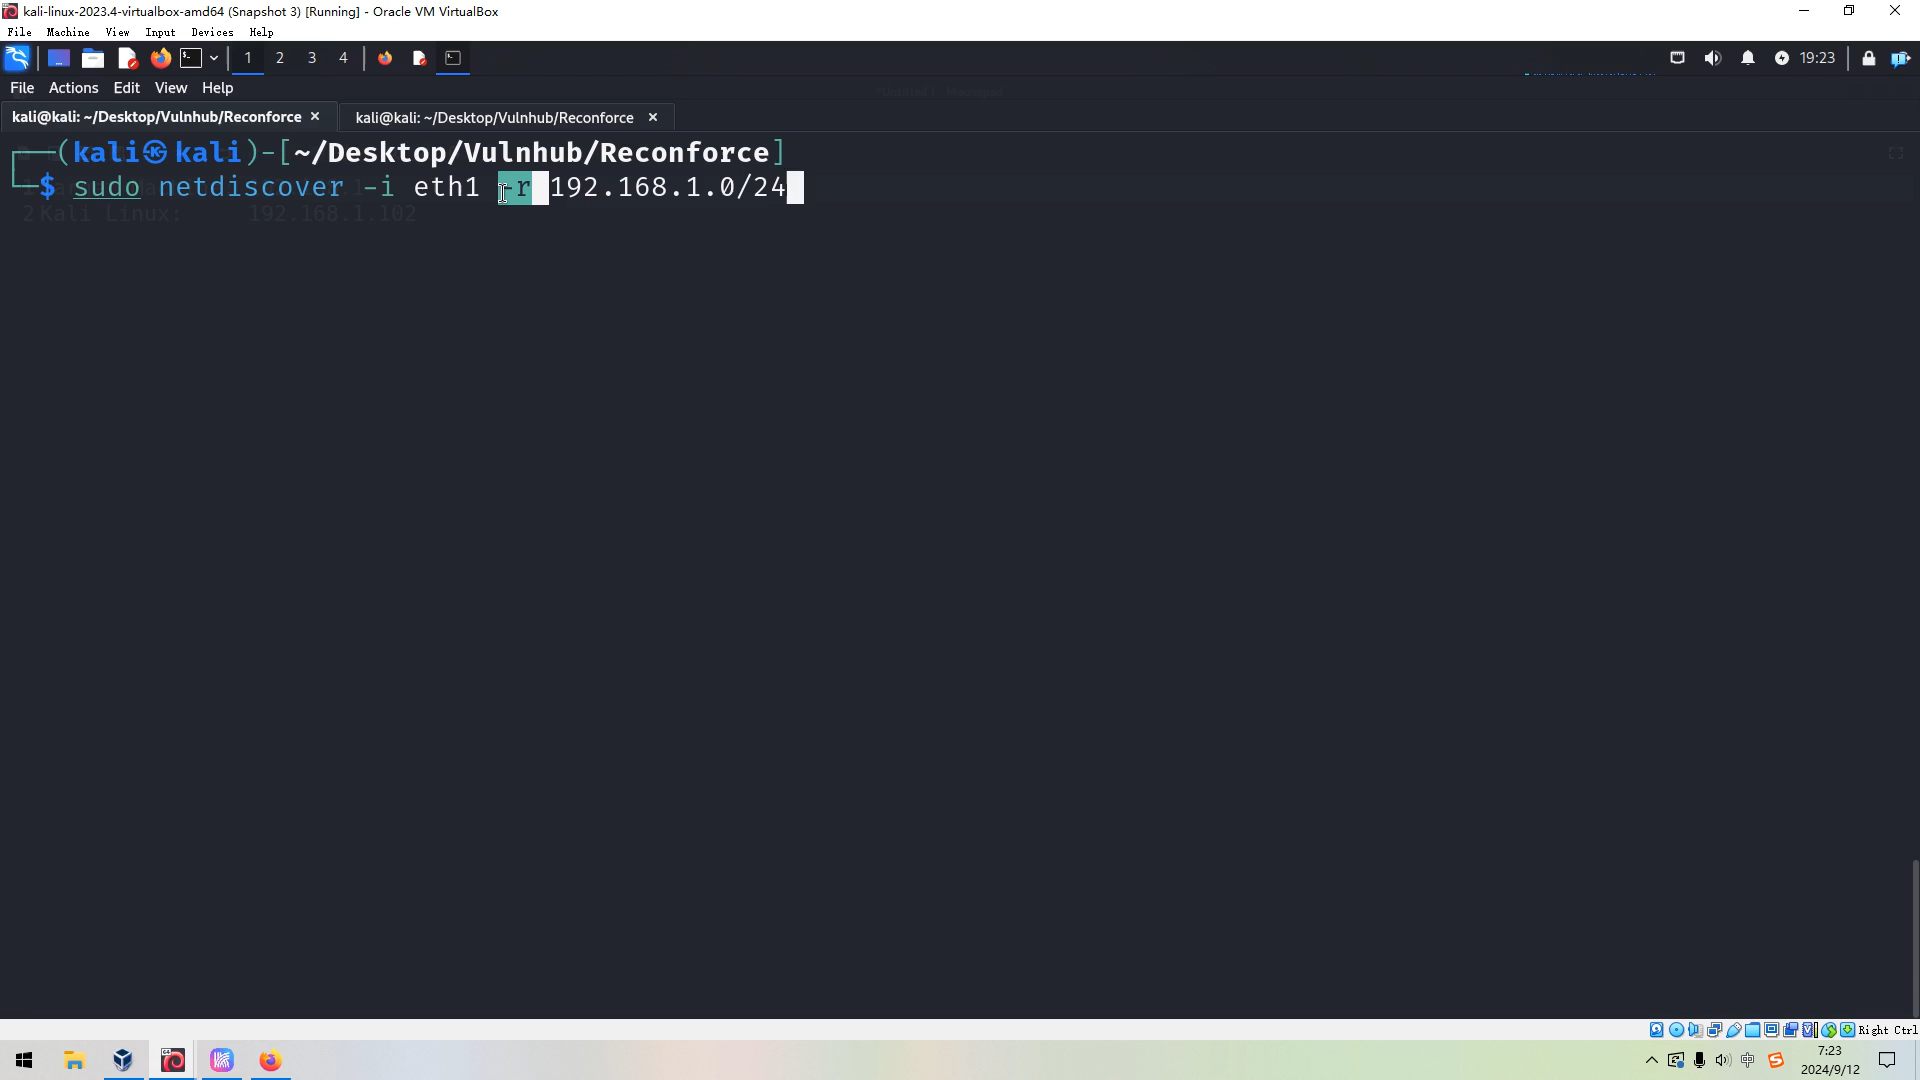 kali-linux-2023.4-virtualbox-amd64 (Snapshot 3) [Running] - Oracle VM VirtualBox
File Machine View Input Devices Help
1 2 3 4 19:23
File Actions Edit View Help
kali@kali: ~/Desktop/Vulnhub/Reconforce × kali@kali: ~/Desktop/Vulnhub/Reconforce ×
(kali㉿kali)-[~/Desktop/Vulnhub/Reconforce]
$ sudo netdiscover -i eth1 -r 192.168.1.0/24
2 Kali Linux: 192.168.1.102
Right Ctrl
中 7:23
2024/9/12